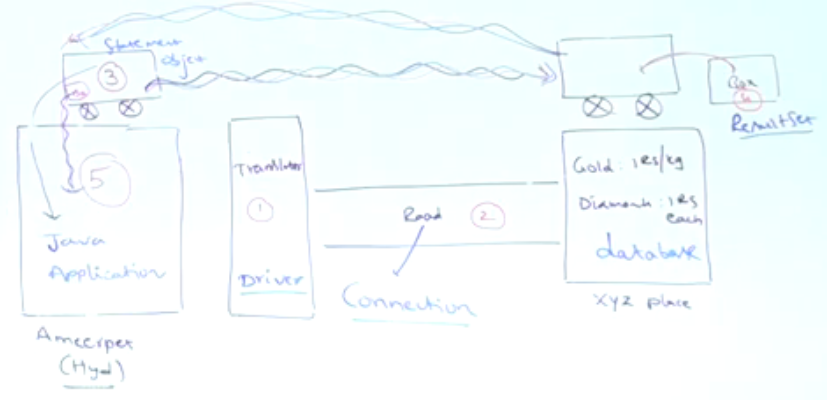 Statement
object
3
5
Java
Application
Ameerpet
(Hyd)
Translator
1
Driver
Road
2
Connection
Box
ResultSet
Gold : 1Rs/kg
Diamond : 1Rs
each
database
XYZ place